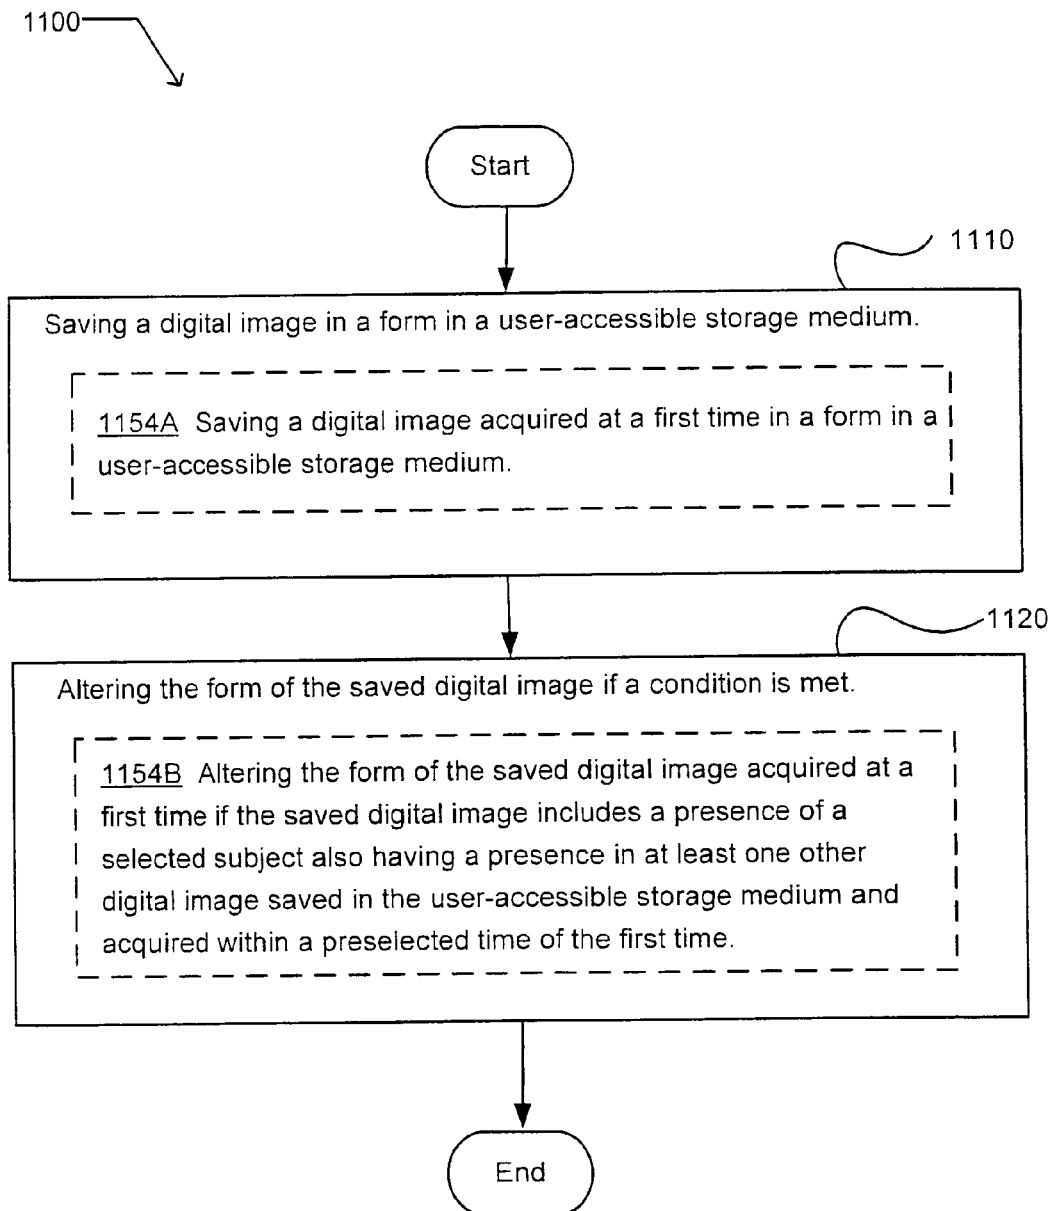 1100
Start
1110
Saving a digital image in a form in a user-accessible storage medium.
1154A Saving a digital image acquired at a first time in a form in a
user-accessible storage medium.
1120
Altering the form of the saved digital image if a condition is met.
1154B Altering the form of the saved digital image acquired at a
first time if the saved digital image includes a presence of a
selected subject also having a presence in at least one other
digital image saved in the user-accessible storage medium and
acquired within a preselected time of the first time.
End